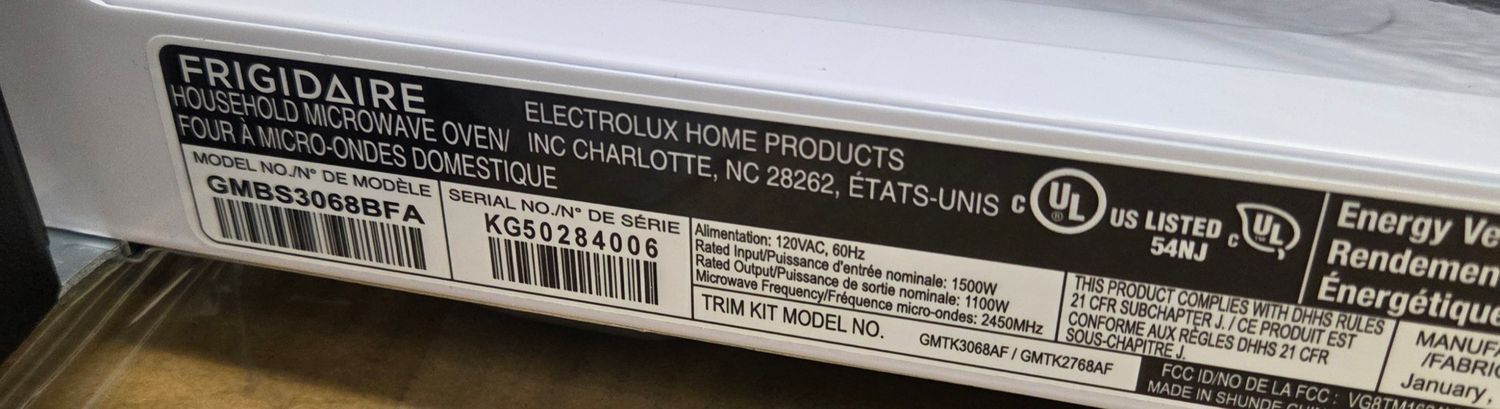 FRIGIDAIRE
HOUSEHOLD MICROWAVE OVEN/
FOUR À MICRO-ONDES DOMESTIQUE
ELECTROLUX HOME PRODUCTS
INC CHARLOTTE, NC 28262, ÉTATS-UNIS
C UL US LISTED
54NJ
C UL
Energy
Énergétique
MODEL NO./N° DE MODÈLE
GMBS3068BFA
SERIAL NO./N° DE SÉRIE
KG50284006
Alimentation: 120VAC, 60Hz
Rated Input/Puissance d'entrée nominale: 1500W
Rated Output/Puissance de sortie nominale: 1100W
Microwave Frequency/Fréquence micro-ondes: 2450MHz
TRIM KIT MODEL NO.
GMTK3068AF / GMTK2768AF
THIS PRODUCT COMPLIES WITH DHHS RULES
21 CFR SUBCHAPTER J. / CE PRODUIT EST
CONFORME AUX RÈGLES DHHS 21 CFR
SOUS-CHAPITRE J.
January,
FCC ID/NO DE LA FCC :
MADE IN SHUNDE